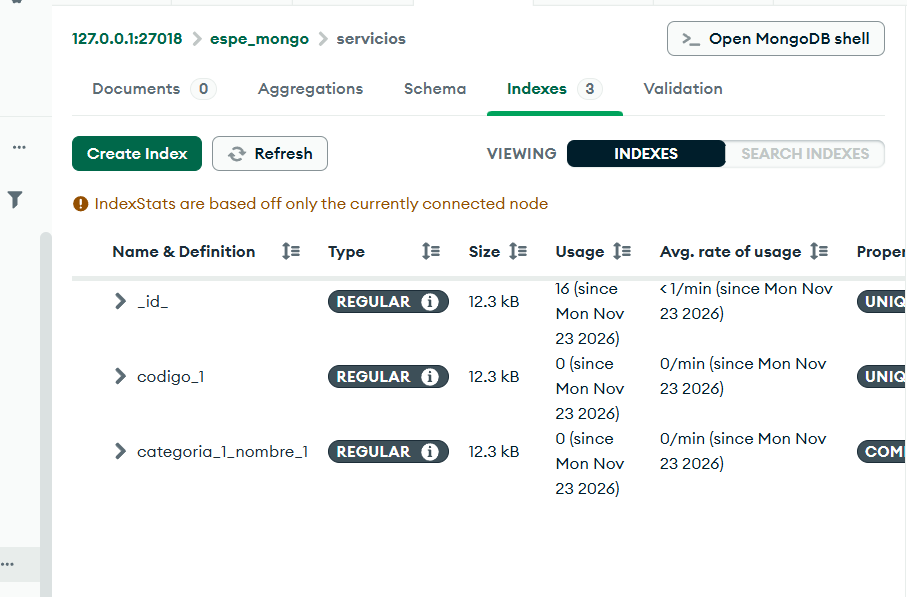 127.0.0.1:27018 > espe_mongo > servicios
>_ Open MongoDB shell
Documents 0 Aggregations Schema Indexes 3 Validation
Create Index Refresh VIEWING INDEXES SEARCH INDEXES
IndexStats are based off only the currently connected node
Name & Definition Type Size Usage Avg. rate of usage Proper
_id_ REGULAR 12.3 kB 16 (since Mon Nov 23 2026) < 1/min (since Mon Nov 23 2026) UNIQ
codigo_1 REGULAR 12.3 kB 0 (since Mon Nov 23 2026) 0/min (since Mon Nov 23 2026) UNIQ
categoria_1_nombre_1 REGULAR 12.3 kB 0 (since Mon Nov 23 2026) 0/min (since Mon Nov 23 2026) COM